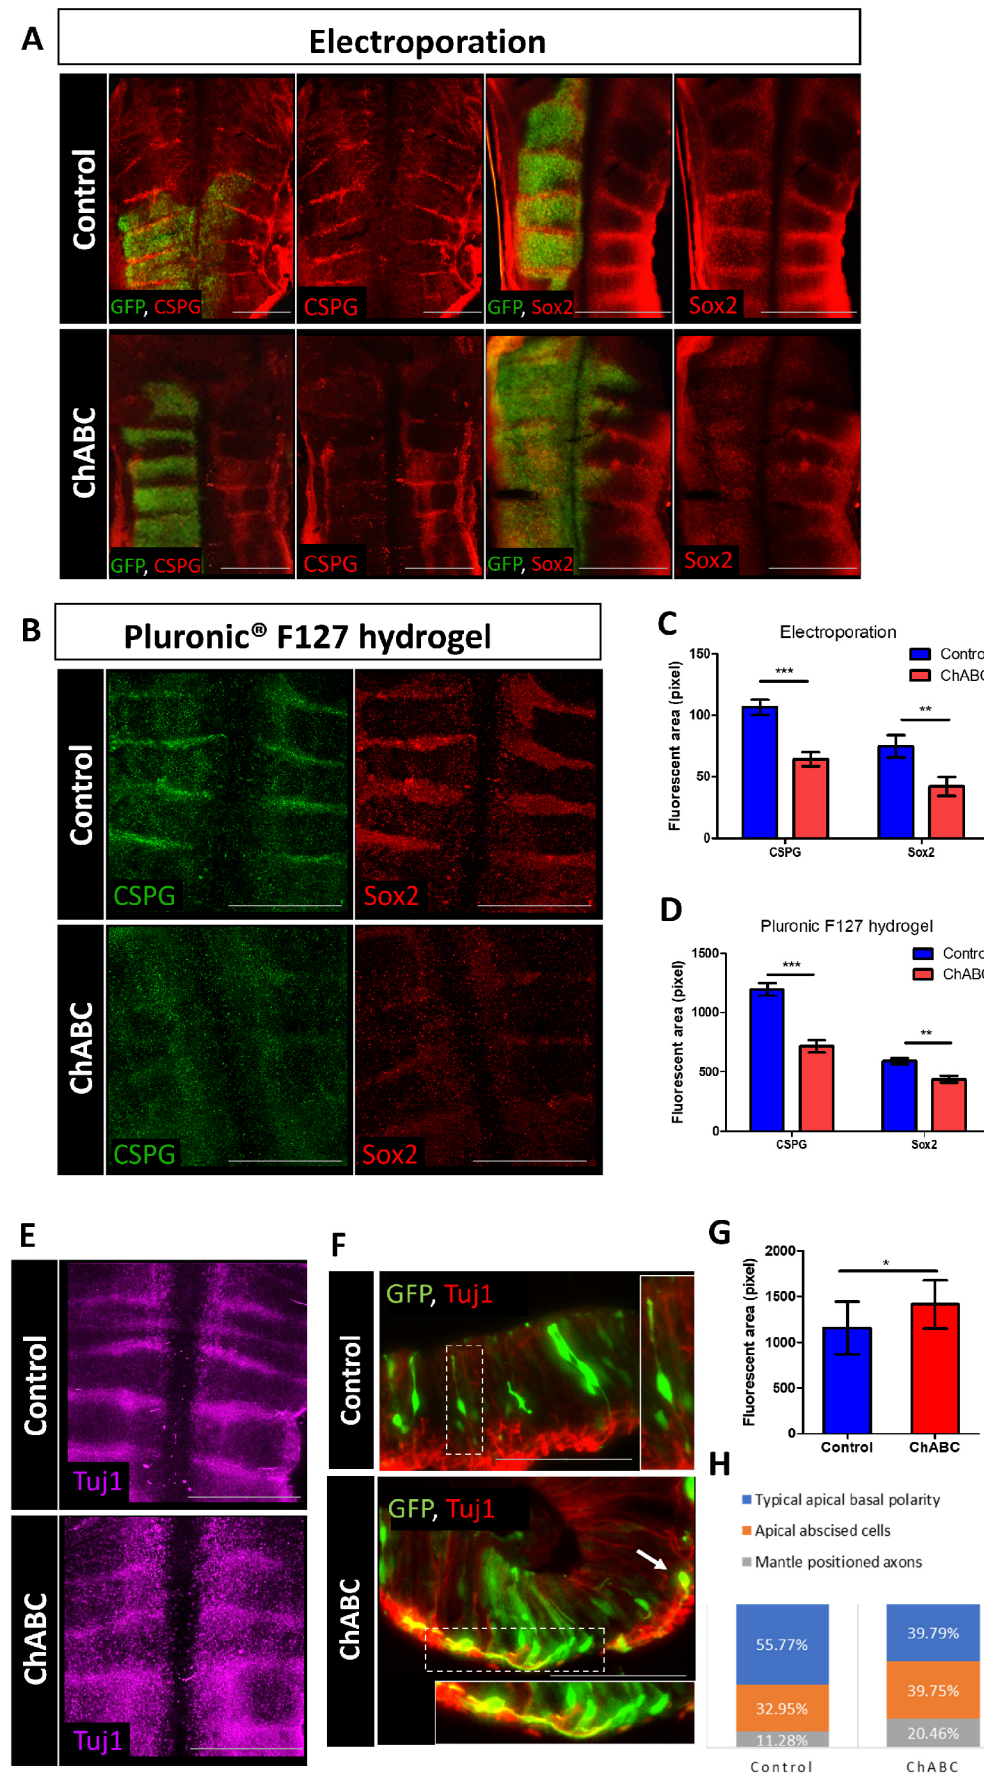 A
Electroporation
Control
GFP, CSPG
CSPG
GFP, Sox2
Sox2
ChABC
GFP, CSPG
CSPG
GFP, Sox2
Sox2
B
Pluronic® F127 hydrogel
Control
CSPG
Sox2
ChABC
CSPG
Sox2
C
Electroporation
Contro
ChABC
Fluorescent area (pixel)
150
100
50
0
***
**
CSPG
Sox2
D
Pluronic F127 hydrogel
Contro
ChABC
Fluorescent area (pixel)
1500
1000
500
0
***
**
CSPG
Sox2
E
Control
Tuj1
ChABC
Tuj1
F
Control
GFP, Tuj1
ChABC
GFP, Tuj1
G
Fluorescent area (pixel)
2000
1500
1000
500
0
*
Control
ChABC
H
Typical apical basal polarity
Apical abscised cells
Mantle positioned axons
55.77%
32.95%
11.28%
39.79%
39.75%
20.46%
Control
ChABC